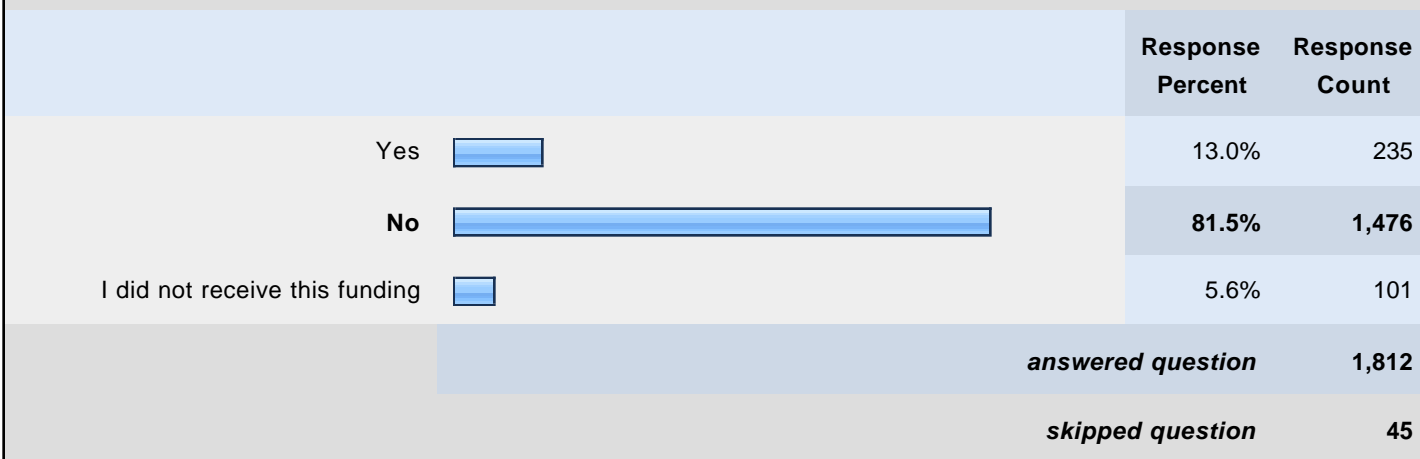 Response Percent Response Count
Yes 13.0% 235
No 81.5% 1,476
I did not receive this funding 5.6% 101
answered question 1,812
skipped question 45